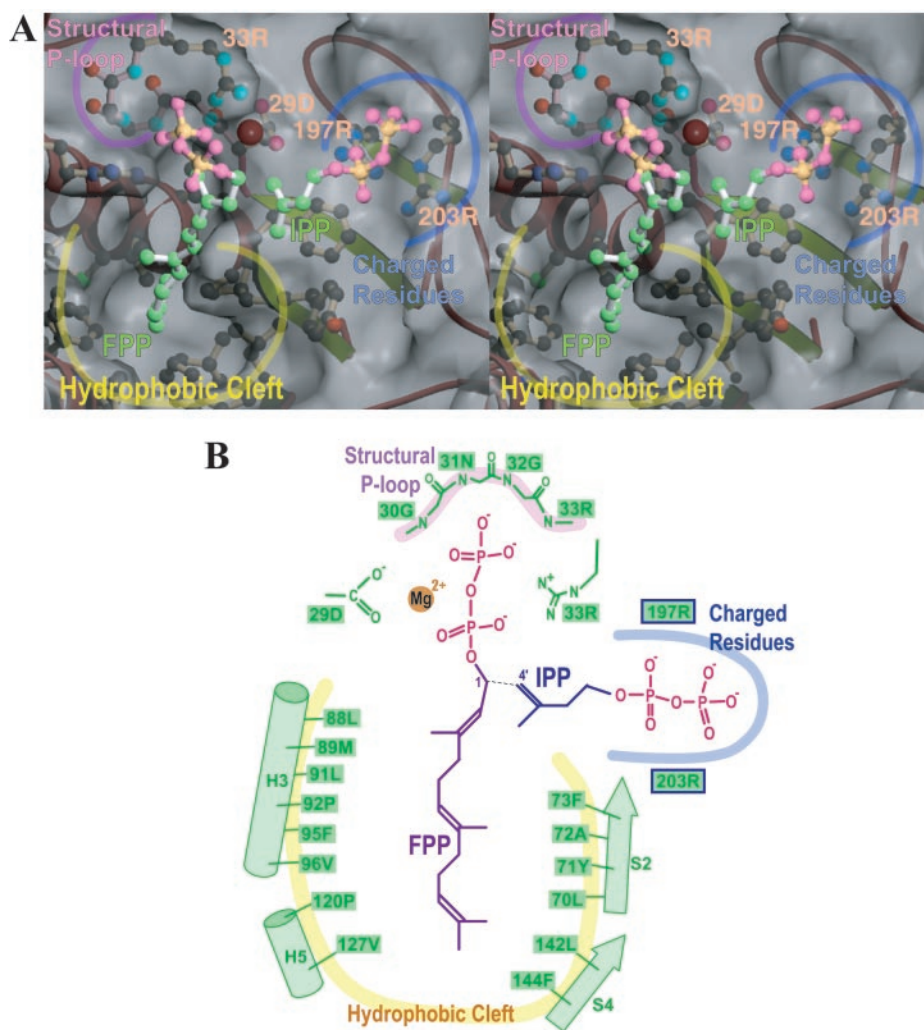 A
Structural
P-loop
33R
29D
197R
203R
IPP
Charged
Residues
FPP
Hydrophobic Cleft
Structural
P-loop
33R
29D
197R
203R
IPP
Charged
Residues
FPP
Hydrophobic Cleft
B
Structural
P-loop
30G
31N
32G
33R
O
O
O
N
N
N
N
29D
C
O⁻
O
Mg²⁺
O
P
O⁻
O⁻
O
O
P
O⁻
O
N⁺
N
N
33R
197R
Charged
Residues
1
4'
IPP
O
P
O⁻
O
O
P
O⁻
O⁻
O
203R
H3
88L
89M
91L
92P
95F
96V
H5
120P
127V
FPP
73F
72A
71Y
70L
S2
142L
144F
S4
Hydrophobic Cleft